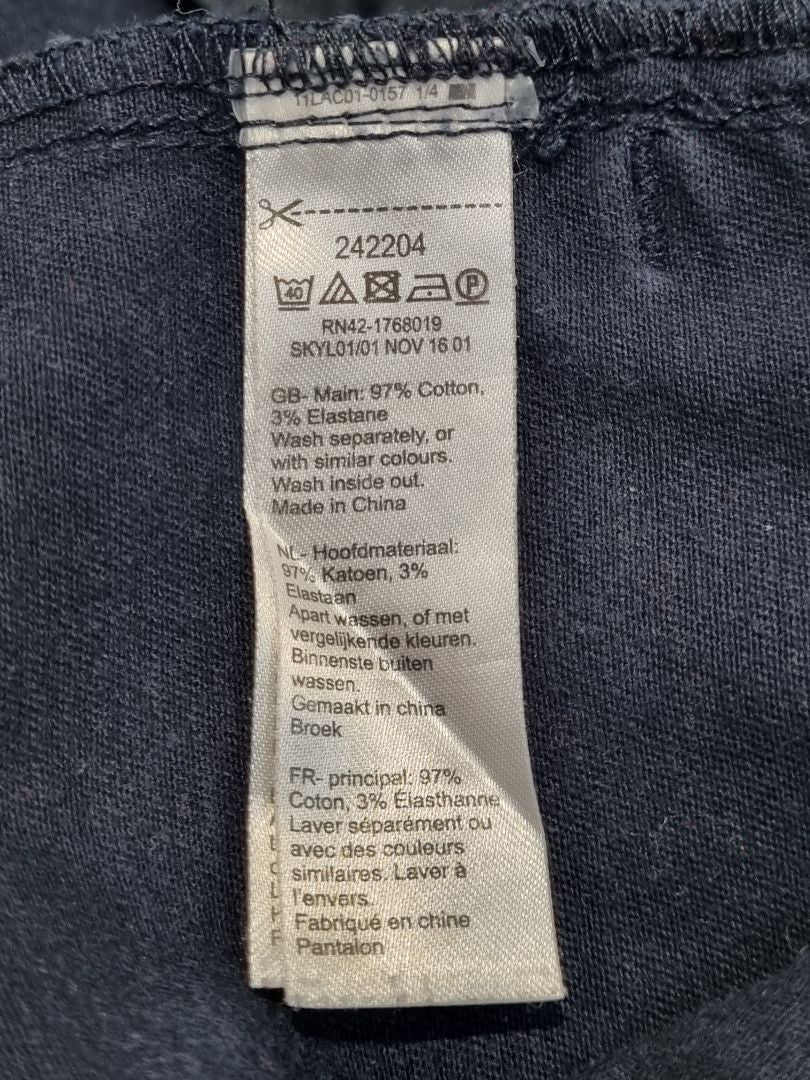 11LAC01-0157 1/4
242204
40 P
RN42-1768019
SKYL01/01 NOV 16 01
GB- Main: 97% Cotton,
3% Elastane
Wash separately, or
with similar colours.
Wash inside out.
Made in China
NL- Hoofdmateriaal:
97% Katoen, 3%
Elastaan
Apart wassen, of met
vergelijkende kleuren.
Binnenste buiten
wassen.
Gemaakt in china
Broek
FR- principal: 97%
Coton, 3% Élasthanne
Laver séparément ou
avec des couleurs
similaires. Laver à
l'envers.
Fabriqué en chine
Pantalon